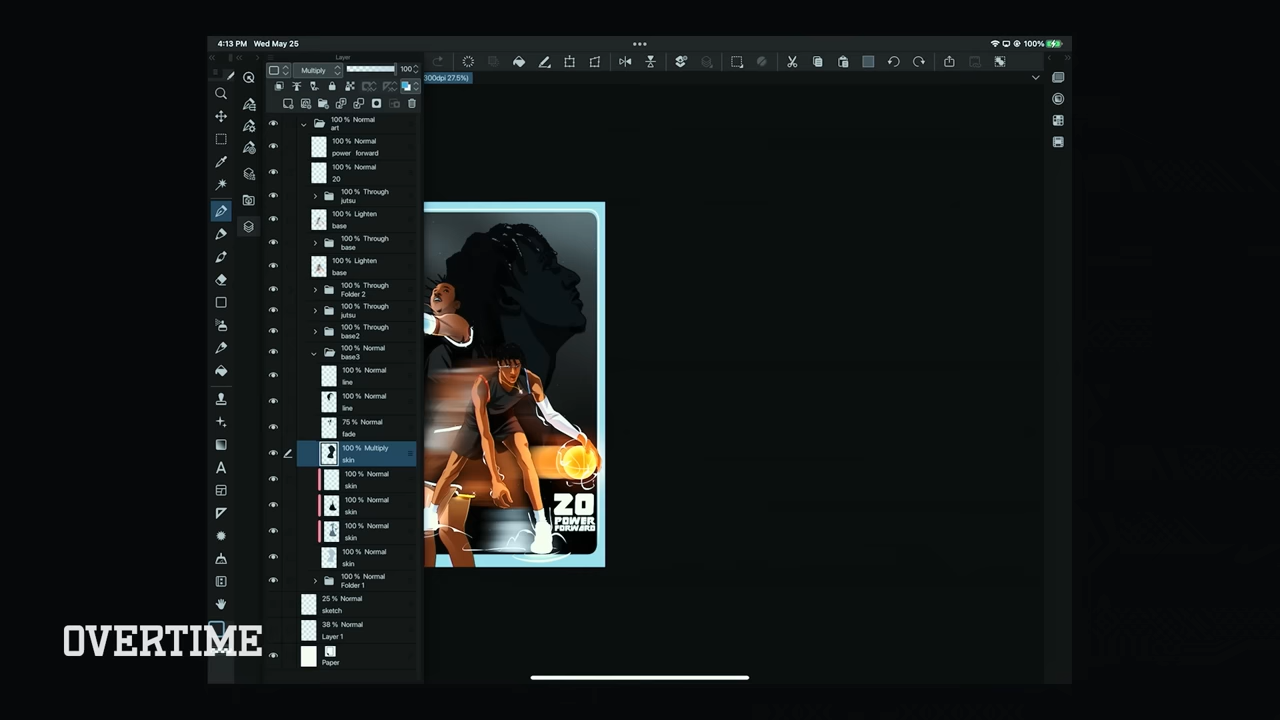 4:13 PM Wed May 25
100%
Layer
Multiply
100
300dpi 27.5%)
100 % Normal
art
100 % Normal
power forward
100 % Normal
20
100 % Through
jutsu
100 % Lighten
base
100 % Through
base
100 % Lighten
base
100 % Through
Folder 2
100 % Through
jutsu
100 % Through
base2
100 % Normal
base3
100 % Normal
line
100 % Normal
line
75 % Normal
fade
100 % Multiply
skin
100 % Normal
skin
100 % Normal
skin
100 % Normal
skin
100 % Normal
skin
100 % Normal
Folder 1
25 % Normal
sketch
38 % Normal
Layer 1
Paper
20
POWER
FORWARD
OVERTIME